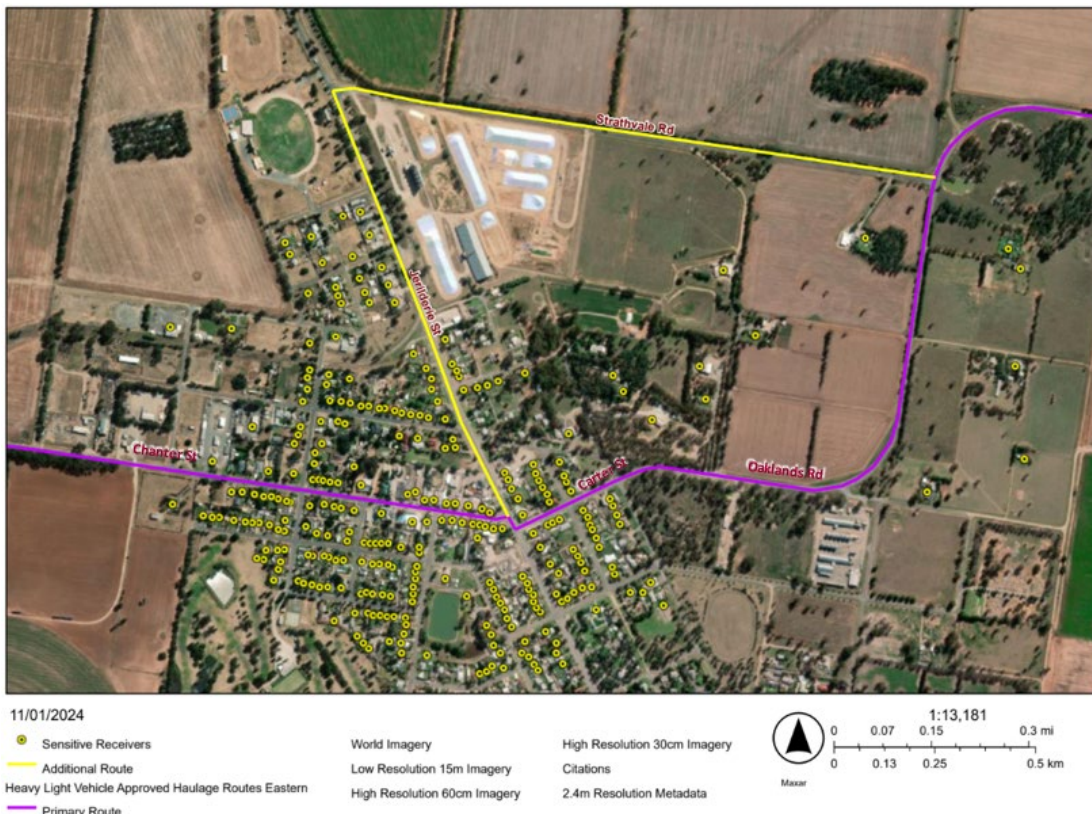 Strathvale Rd
Jerilderie St
Chanter St
Carter St
Oaklands Rd
11/01/2024
Sensitive Receivers
Additional Route
Heavy Light Vehicle Approved Haulage Routes Eastern
Primary Route
World Imagery
Low Resolution 15m Imagery
High Resolution 60cm Imagery
High Resolution 30cm Imagery
Citations
2.4m Resolution Metadata
Maxar
1:13,181
0 0.07 0.15 0.3 mi
0 0.13 0.25 0.5 km